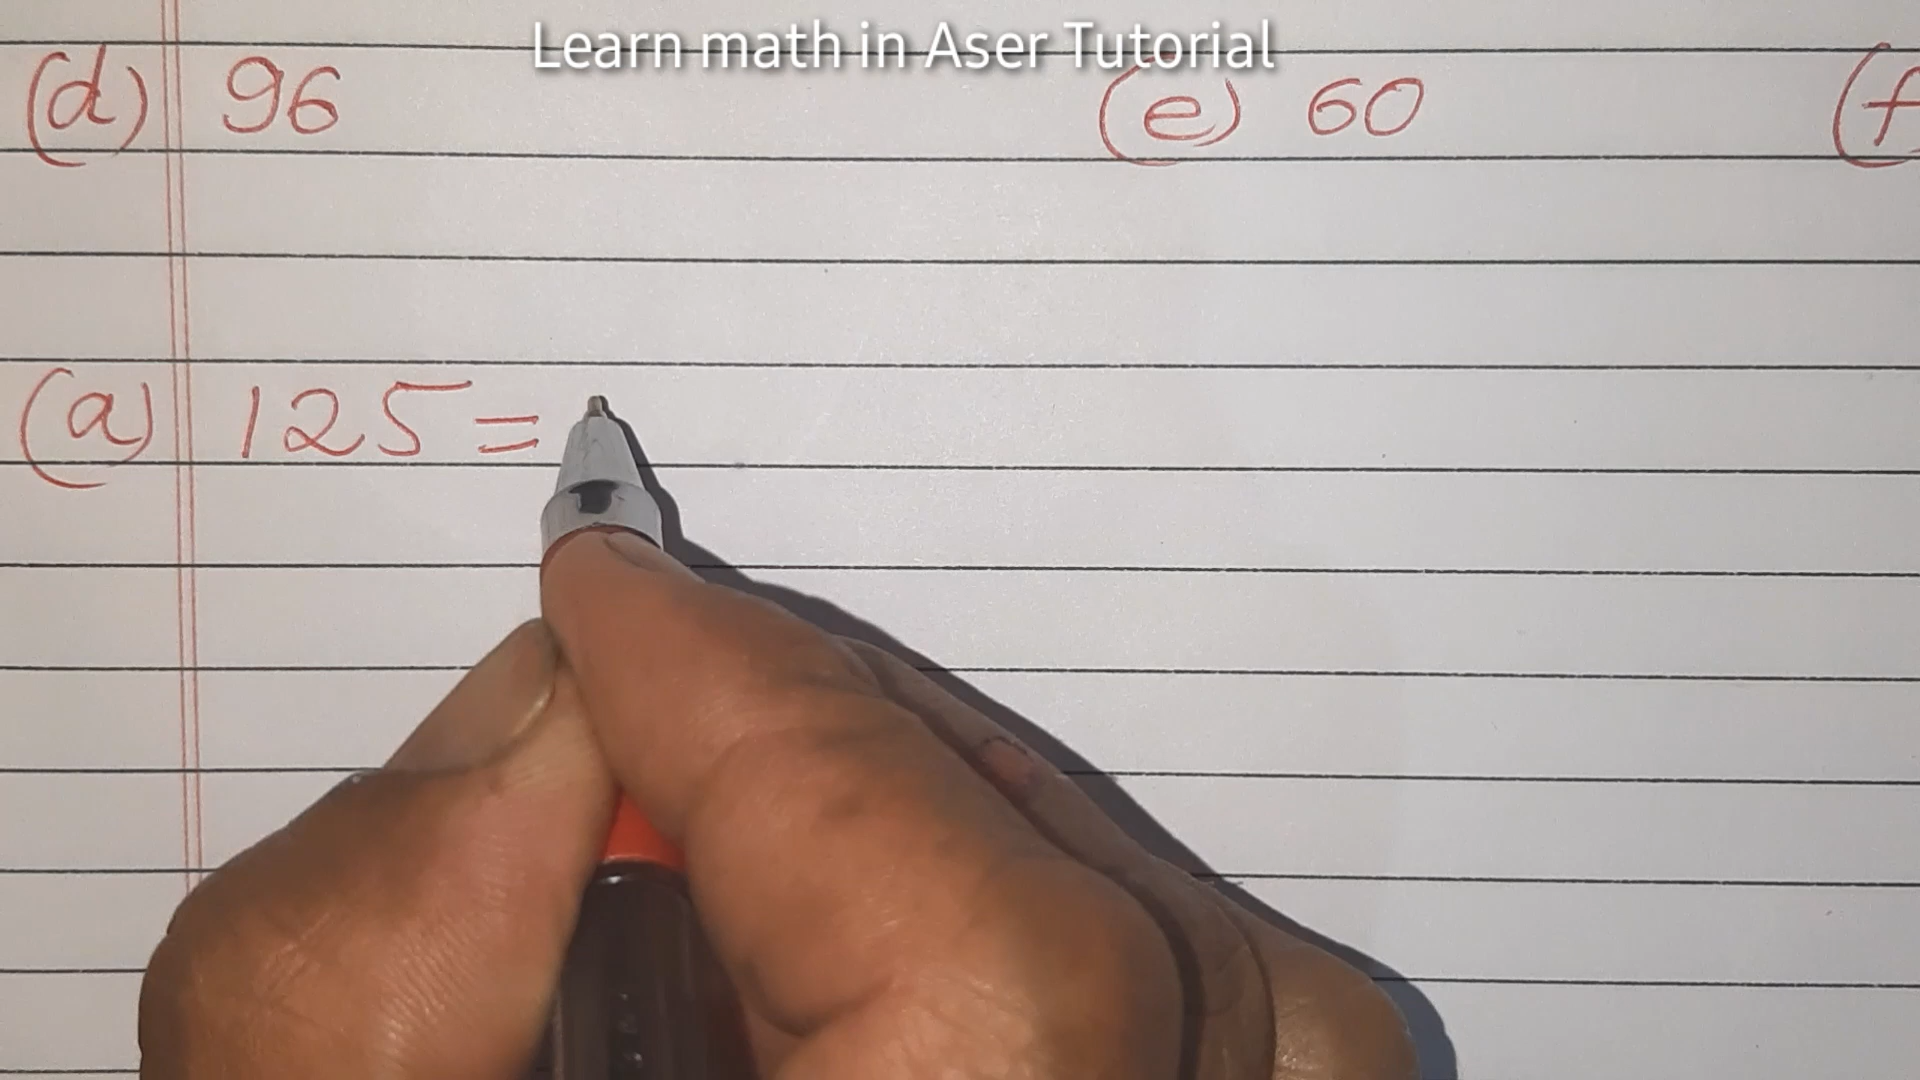 Learn math in Aser Tutorial
(d) 96 (e) 60 (f
(a) 125 =